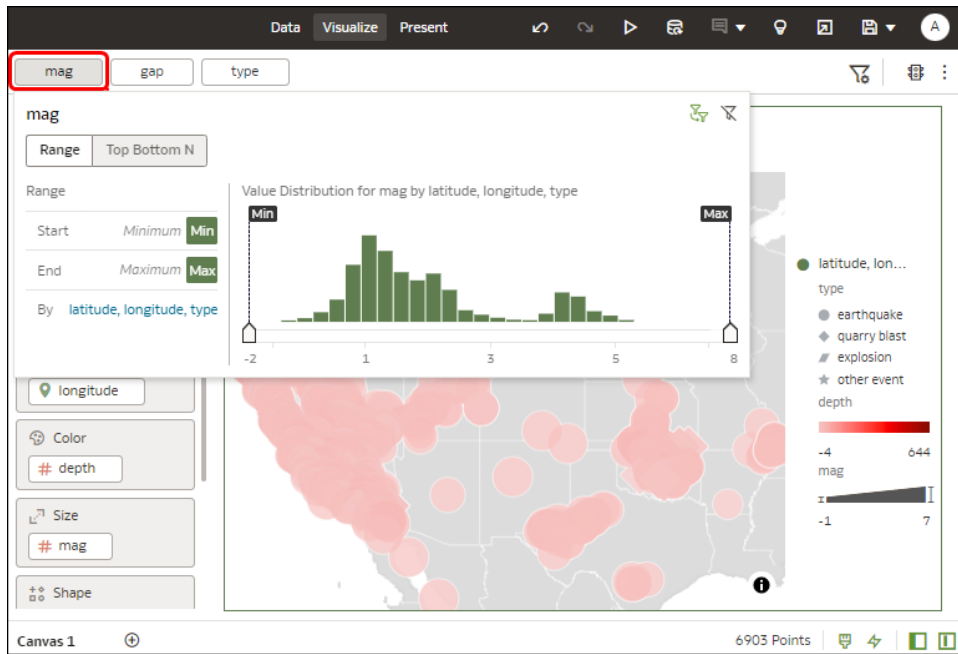 Data Visualize Present A
mag gap type
mag
Range Top Bottom N
Range
Value Distribution for mag by latitude, longitude, type
Min Max
Start Minimum Min
End Maximum Max
By latitude, longitude, type
-2 1 3 5 8
longitude
Color
# depth
Size
# mag
Shape
latitude, lon...
type
earthquake
quarry blast
explosion
other event
depth
-4 644
mag
-1 7
Canvas 1 6903 Points